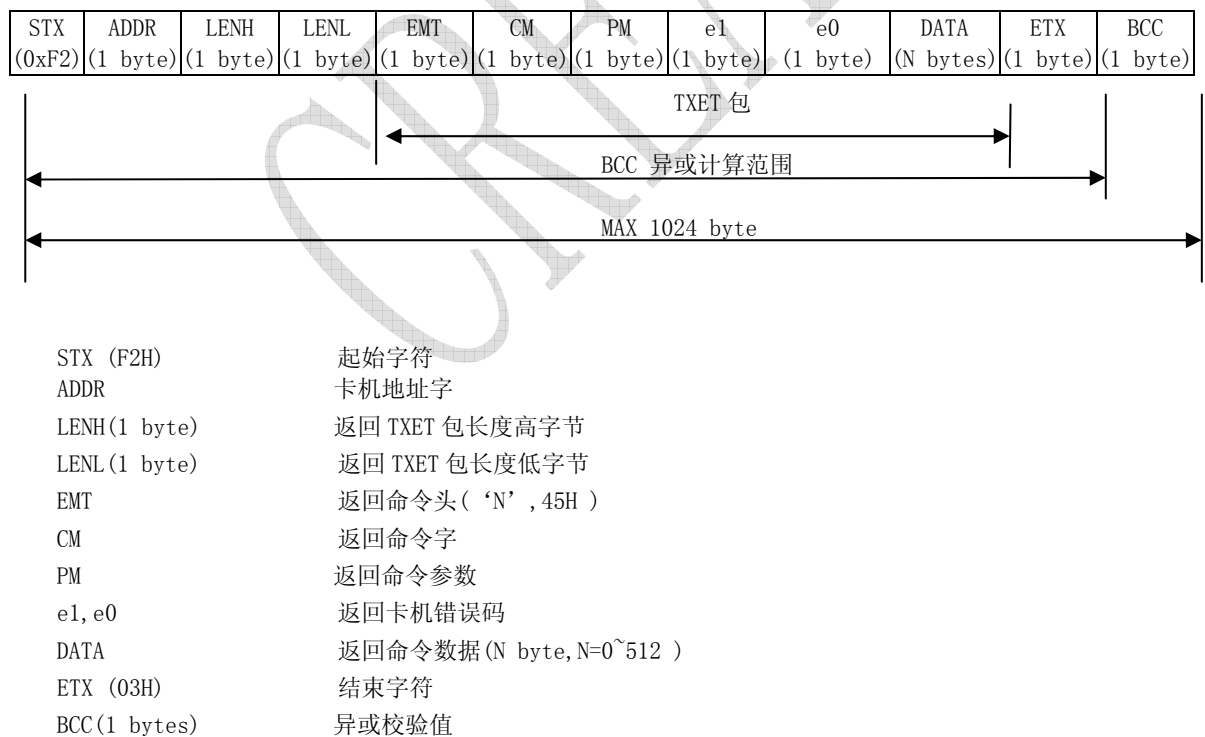 STX ADDR LENH LENL EMT CM PM e1 e0 DATA ETX BCC
(0xF2) (1 byte) (1 byte) (1 byte) (1 byte) (1 byte) (1 byte) (1 byte) (1 byte) (N bytes) (1 byte) (1 byte)
TXET 包
BCC 异或计算范围
MAX 1024 byte
STX (F2H) 起始字符
ADDR 卡机地址字
LENH(1 byte) 返回 TXET 包长度高字节
LENL(1 byte) 返回 TXET 包长度低字节
EMT 返回命令头( ‘N’,45H )
CM 返回命令字
PM 返回命令参数
e1,e0 返回卡机错误码
DATA 返回命令数据(N byte,N=0~512 )
ETX (03H) 结束字符
BCC(1 bytes) 异或校验值